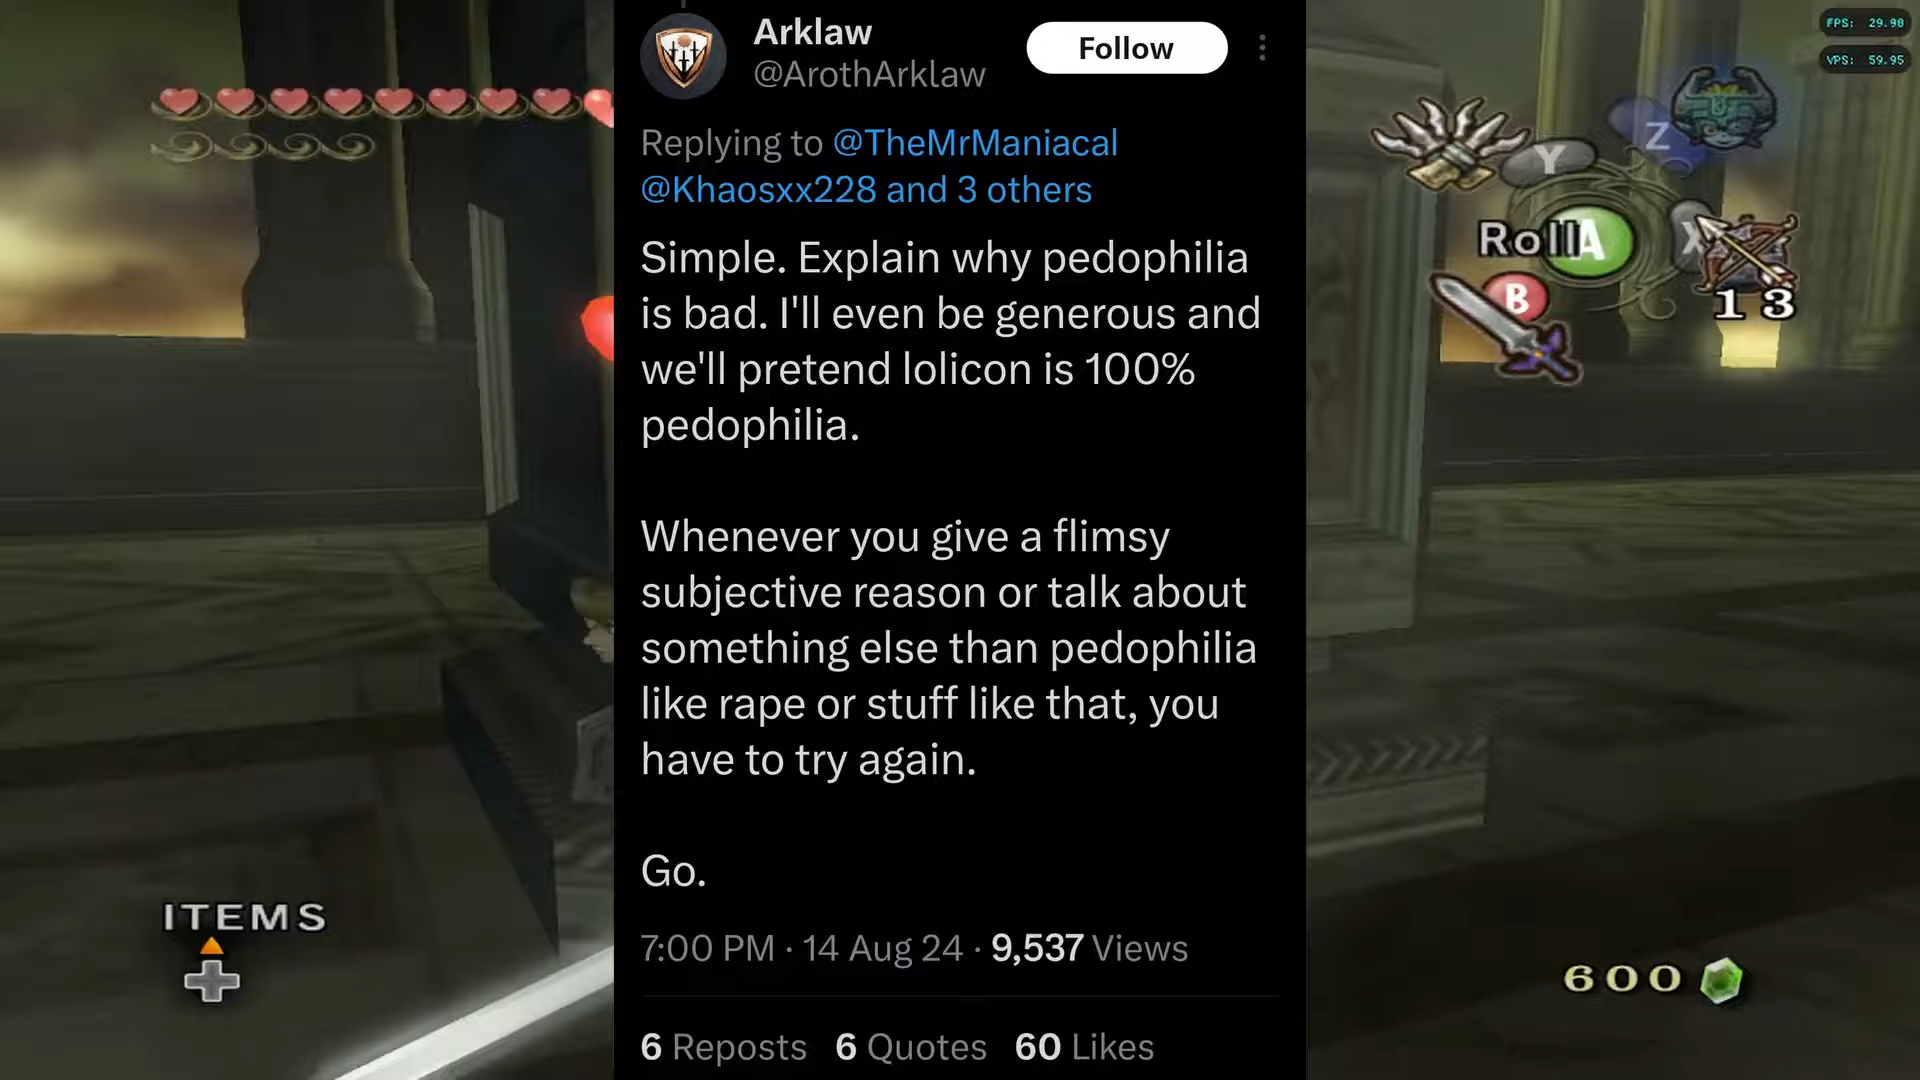 Arklaw
@ArothArklaw
Follow
Replying to @TheMrManiacal
@Khaosxx228 and 3 others
Simple. Explain why pedophilia
is bad. I'll even be generous and
we'll pretend lolicon is 100%
pedophilia.
Whenever you give a flimsy
subjective reason or talk about
something else than pedophilia
like rape or stuff like that, you
have to try again.
Go.
7:00 PM · 14 Aug 24 · 9,537 Views
6 Reposts 6 Quotes 60 Likes
ITEMS
FPS: 29.98
VPS: 59.95
Z
Y
Roll A
X
B
13
600